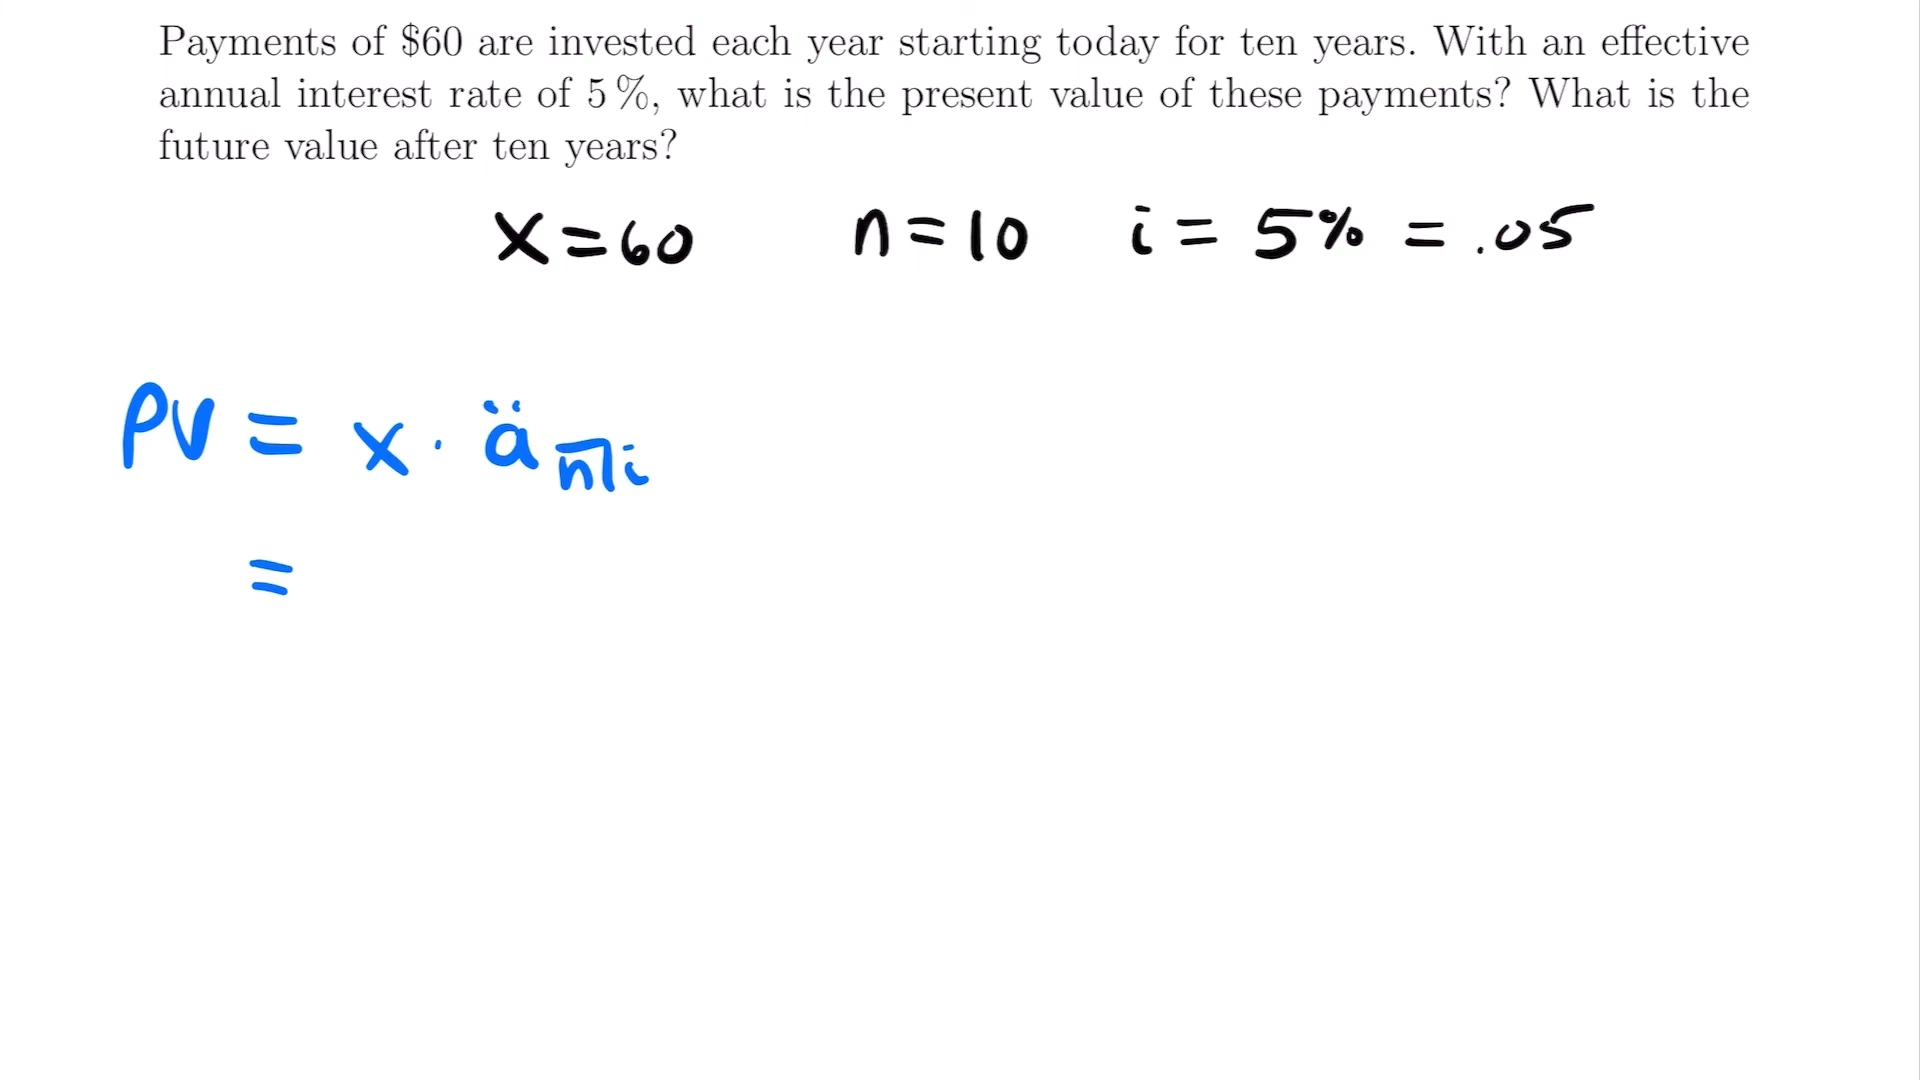 Payments of $60 are invested each year starting today for ten years. With an effective
annual interest rate of 5 %, what is the present value of these payments? What is the
future value after ten years?
x = 60 n = 10 i = 5% = .05
PV = x · ä n̅|i
=